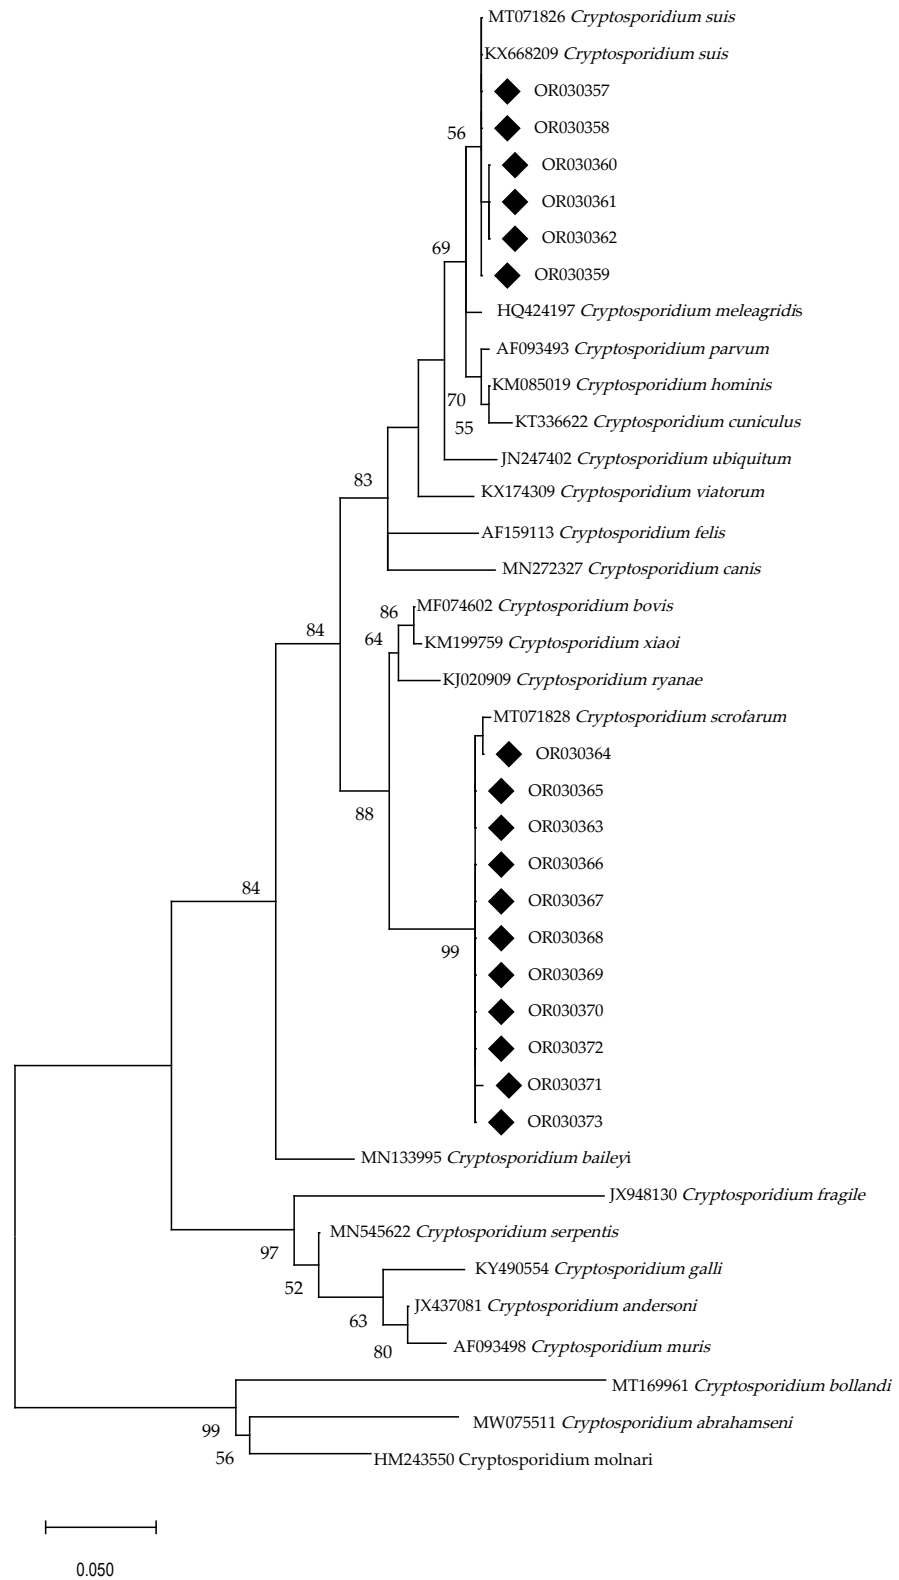 MT071826 Cryptosporidium suis
KX668209 Cryptosporidium suis
OR030357
56
OR030358
OR030360
OR030361
OR030362
69
OR030359
HQ424197 Cryptosporidium meleagridis
AF093493 Cryptosporidium parvum
KM085019 Cryptosporidium hominis
70
KT336622 Cryptosporidium cuniculus
55
JN247402 Cryptosporidium ubiquitum
83
KX174309 Cryptosporidium viatorum
AF159113 Cryptosporidium felis
MN272327 Cryptosporidium canis
86
MF074602 Cryptosporidium bovis
84
64
KM199759 Cryptosporidium xiaoi
KJ020909 Cryptosporidium ryanae
MT071828 Cryptosporidium scrofarum
OR030364
OR030365
88
OR030363
OR030366
84
OR030367
OR030368
99
OR030369
OR030370
OR030372
OR030371
OR030373
MN133995 Cryptosporidium baileyi
JX948130 Cryptosporidium fragile
MN545622 Cryptosporidium serpentis
97
KY490554 Cryptosporidium galli
52
JX437081 Cryptosporidium andersoni
63
AF093498 Cryptosporidium muris
80
MT169961 Cryptosporidium bollandi
MW075511 Cryptosporidium abrahamseni
99
56
HM243550 Cryptosporidium molnari
0.050